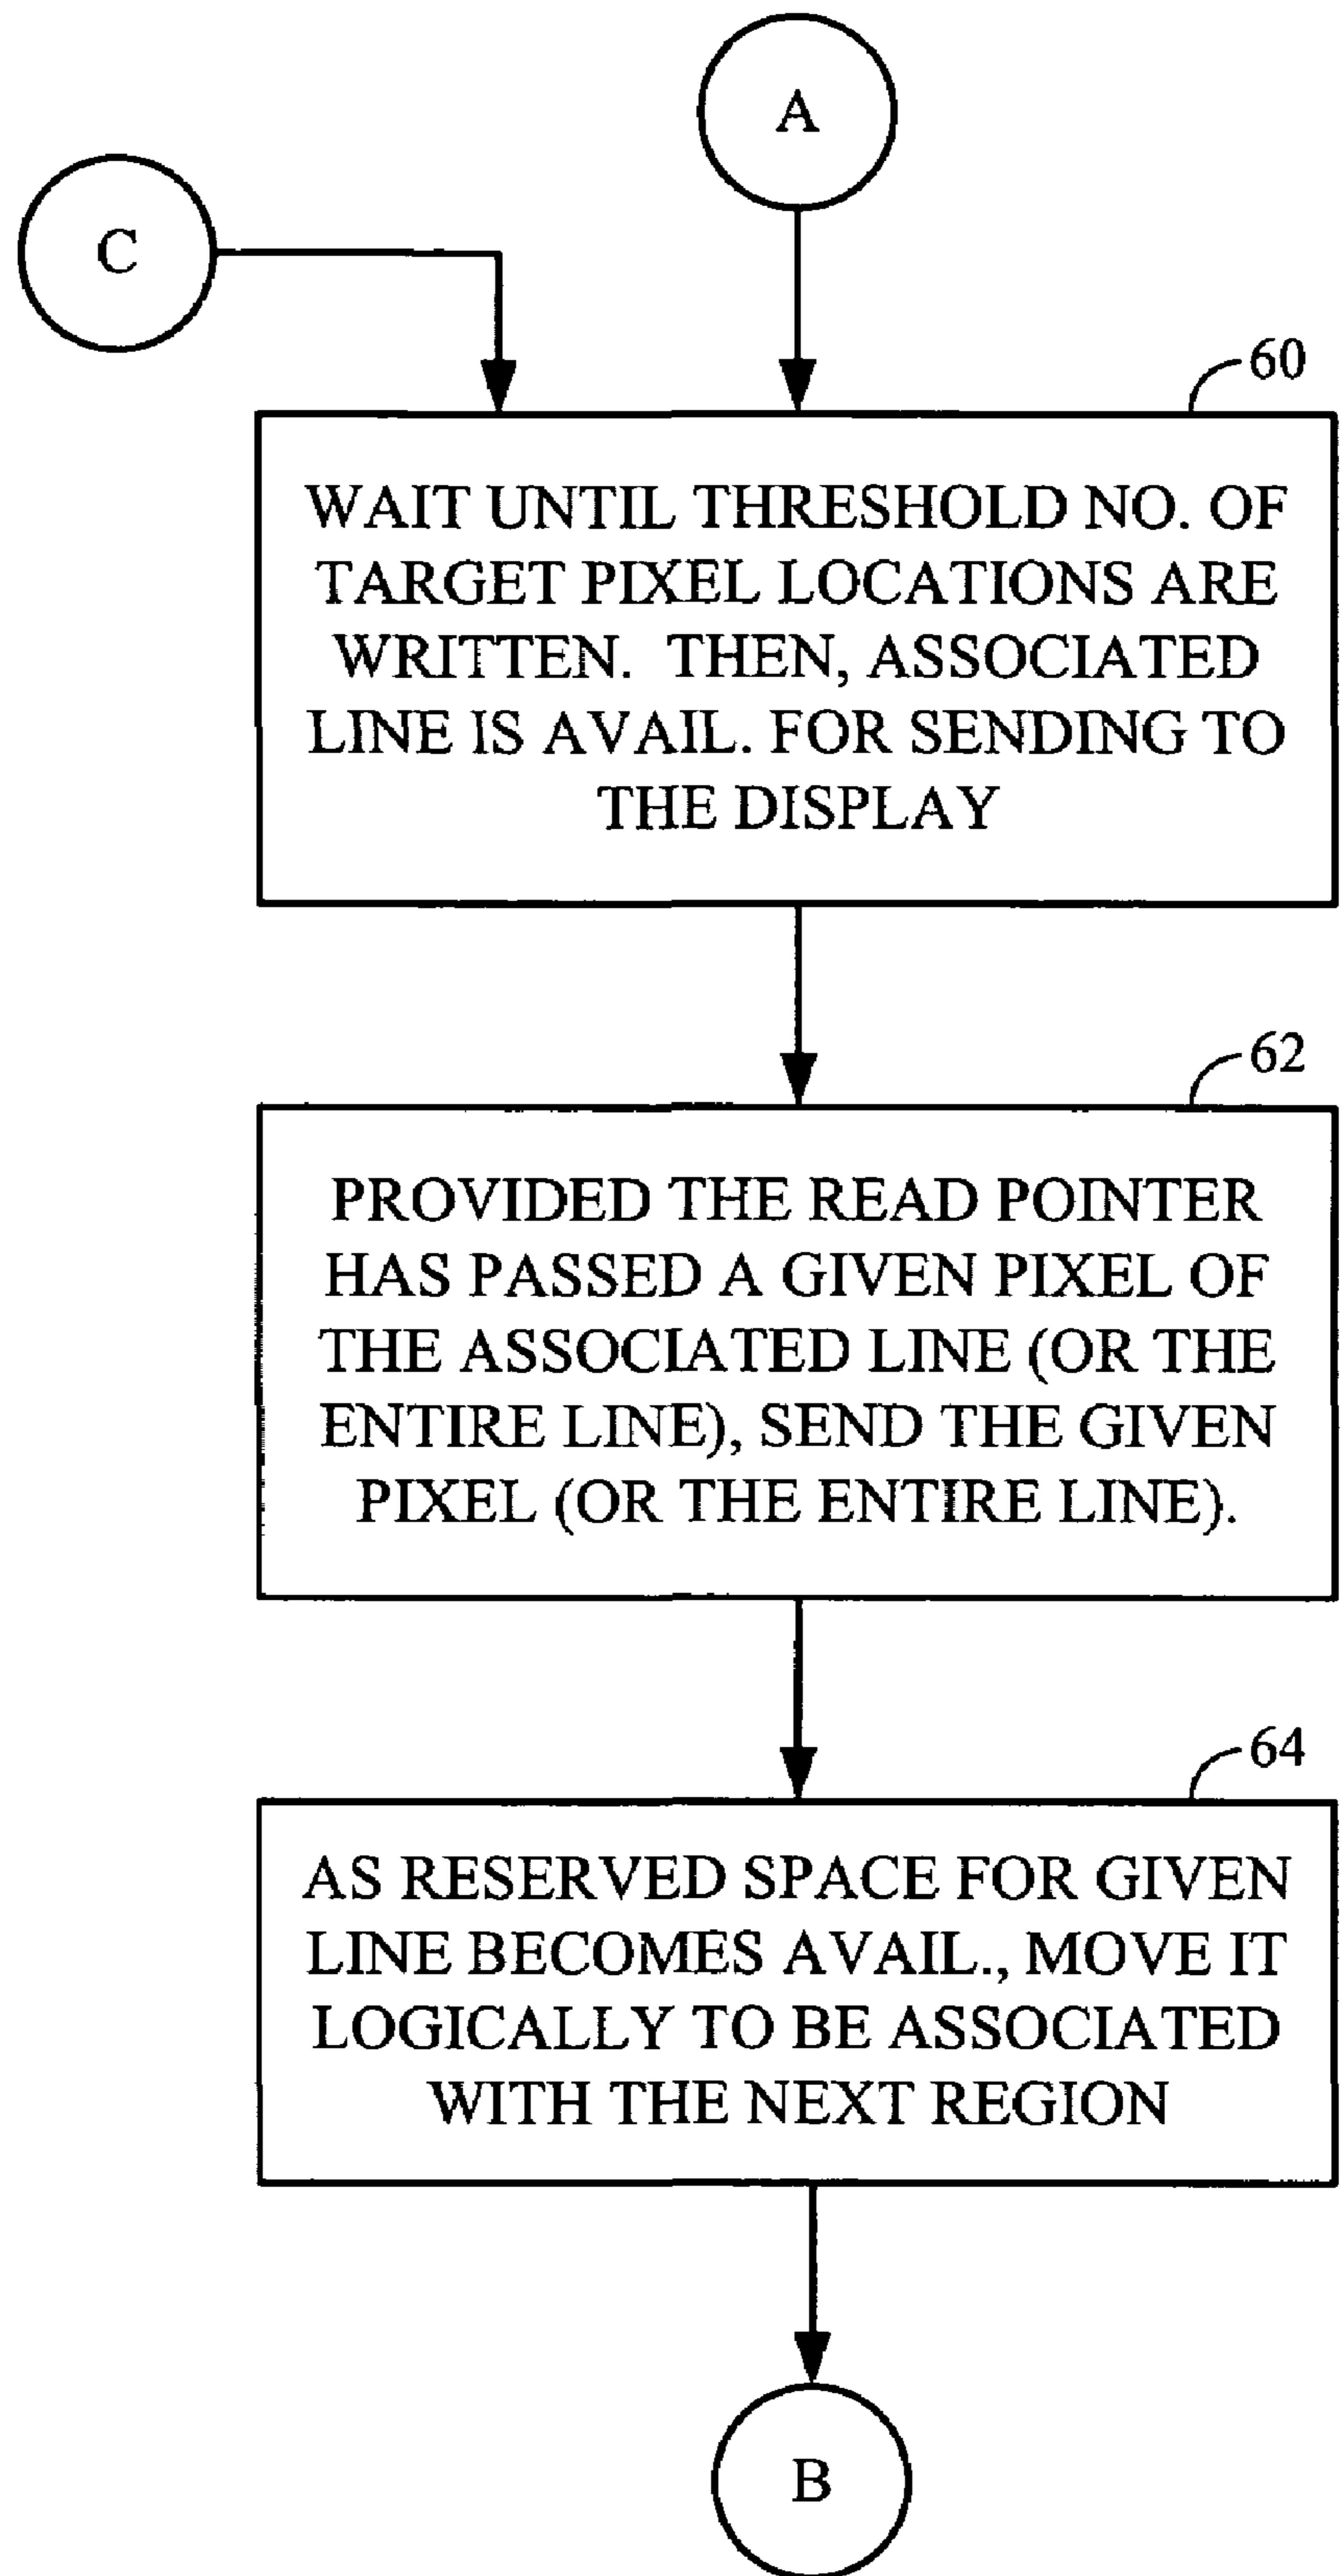 A
C
60
WAIT UNTIL THRESHOLD NO. OF
TARGET PIXEL LOCATIONS ARE
WRITTEN. THEN, ASSOCIATED
LINE IS AVAIL. FOR SENDING TO
THE DISPLAY
62
PROVIDED THE READ POINTER
HAS PASSED A GIVEN PIXEL OF
THE ASSOCIATED LINE (OR THE
ENTIRE LINE), SEND THE GIVEN
PIXEL (OR THE ENTIRE LINE).
64
AS RESERVED SPACE FOR GIVEN
LINE BECOMES AVAIL., MOVE IT
LOGICALLY TO BE ASSOCIATED
WITH THE NEXT REGION
B